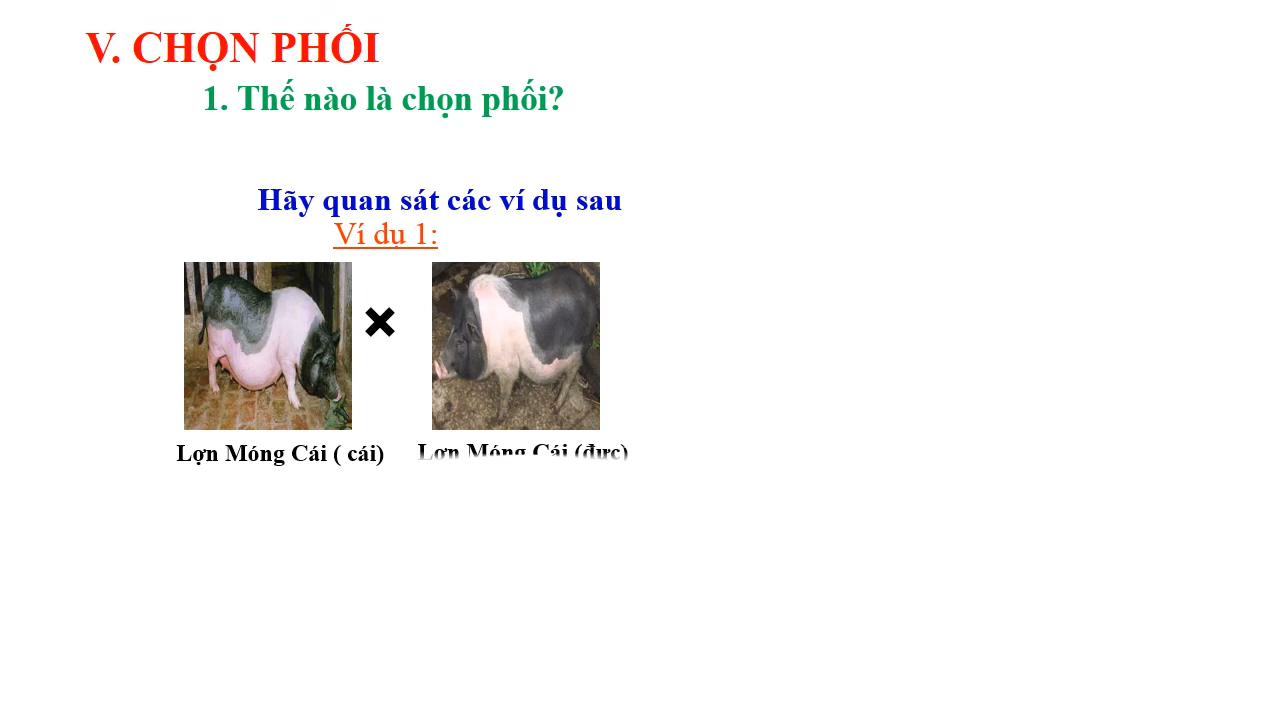 V. CHỌN PHỐI
1. Thế nào là chọn phối?
Hãy quan sát các ví dụ sau
Ví dụ 1:
Lợn Móng Cái ( cái) Lợn Móng Cái (đực)